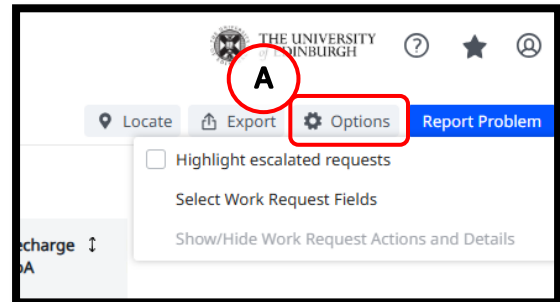 THE UNIVERSITY
of EDINBURGH
A
Locate Export Options Report Problem
Highlight escalated requests
Select Work Request Fields
Show/Hide Work Request Actions and Details
echarge
oA